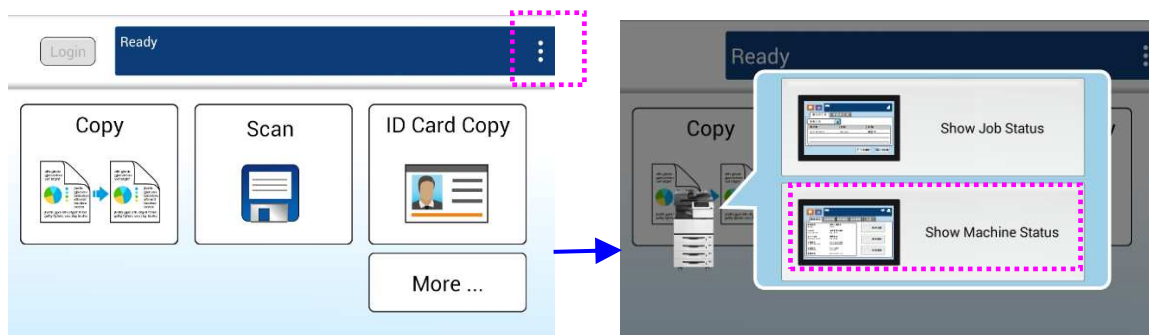 Login
Ready
Copy
Scan
ID Card Copy
More ...
Ready
Copy
Show Job Status
Show Machine Status